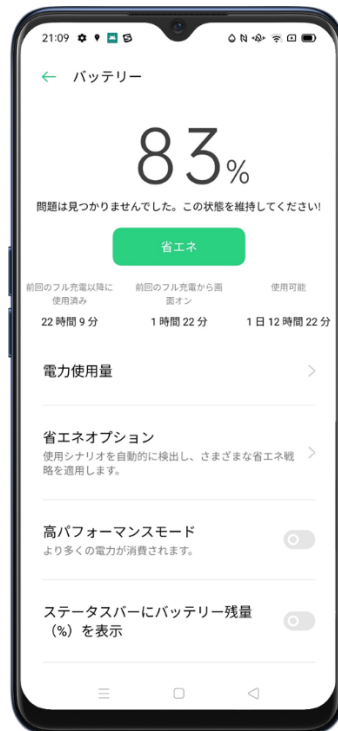 21:09
バッテリー
83%
問題は見つかりませんでした。この状態を維持してください!
省エネ
前回のフル充電以降に
使用済み
22 時間 9 分
前回のフル充電から画
面オン
1 時間 22 分
使用可能
1 日 12 時間 22 分
電力使用量
省エネオプション
使用シナリオを自動的に検出し、さまざまな省エネ戦
略を適用します。
高パフォーマンスモード
より多くの電力が消費されます。
ステータスバーにバッテリー残量
（%）を表示